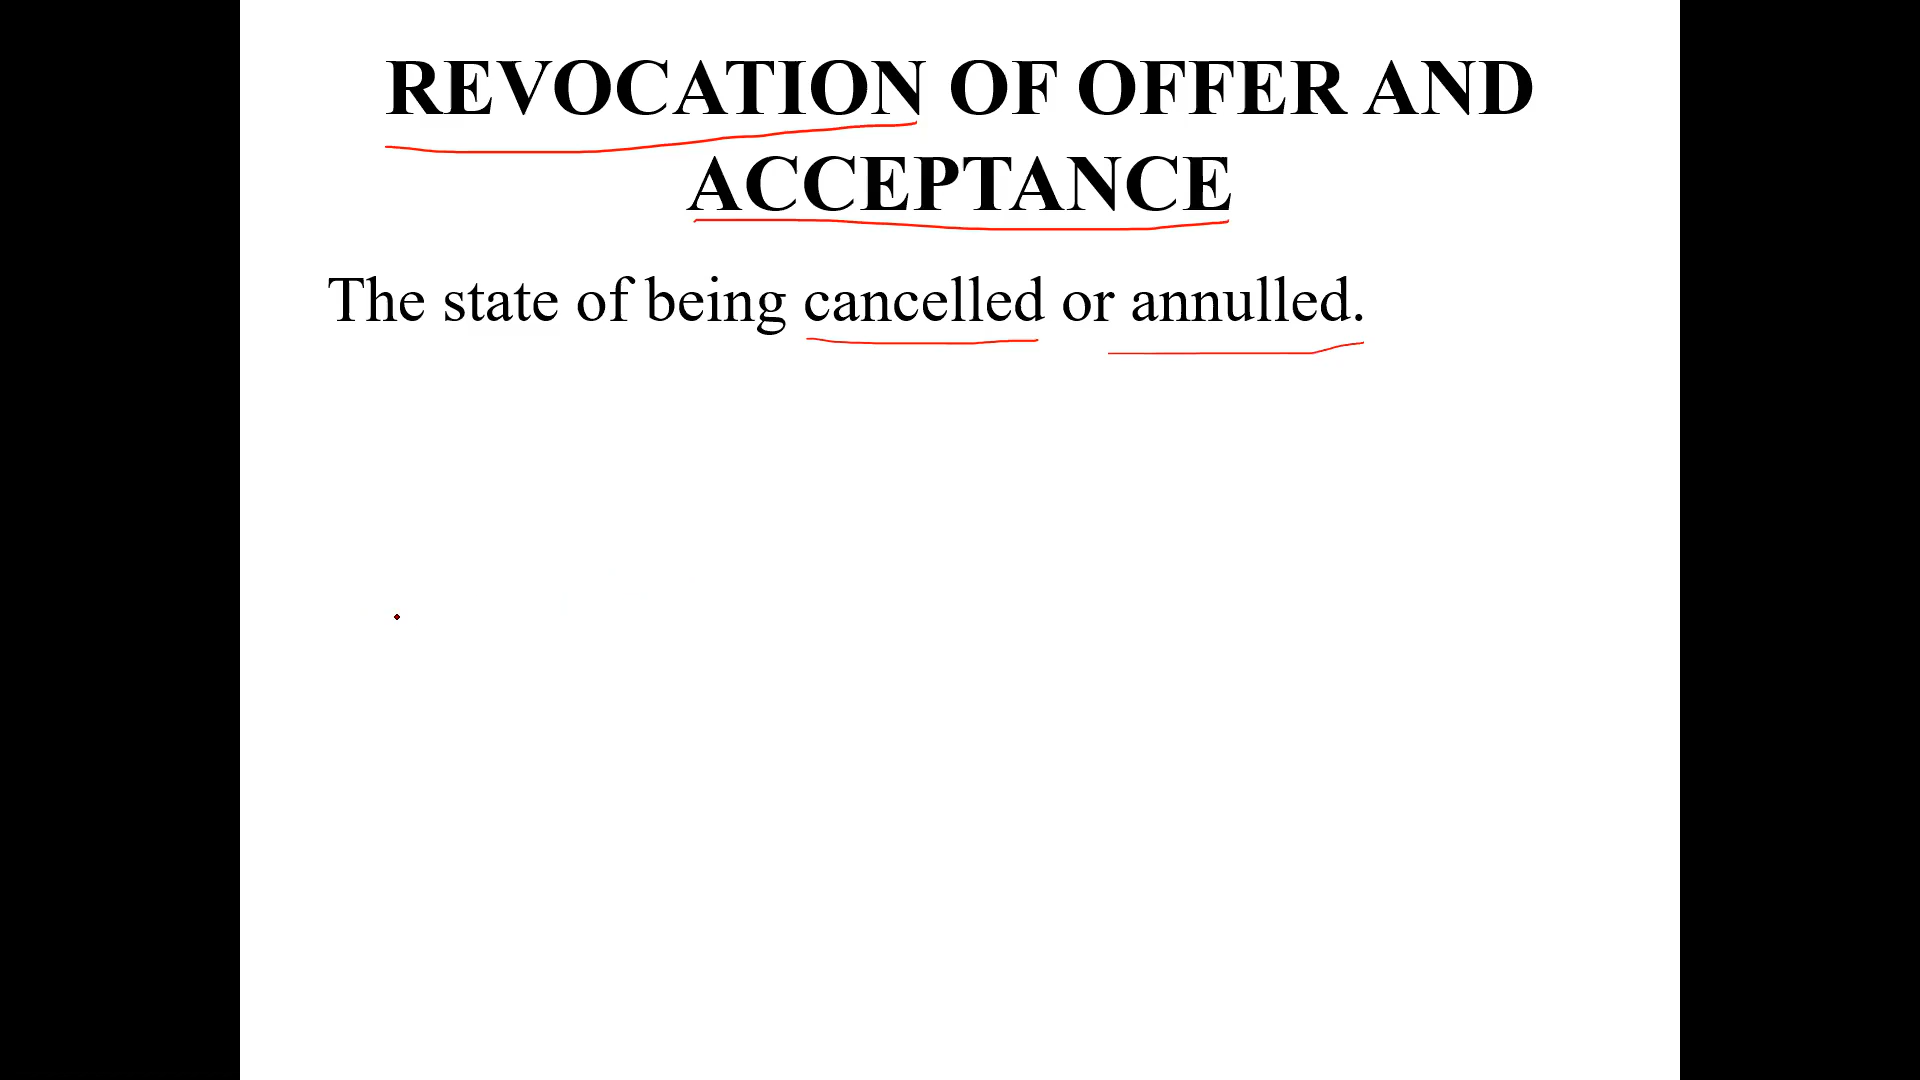 REVOCATION OF OFFER AND
ACCEPTANCE
The state of being cancelled or annulled.